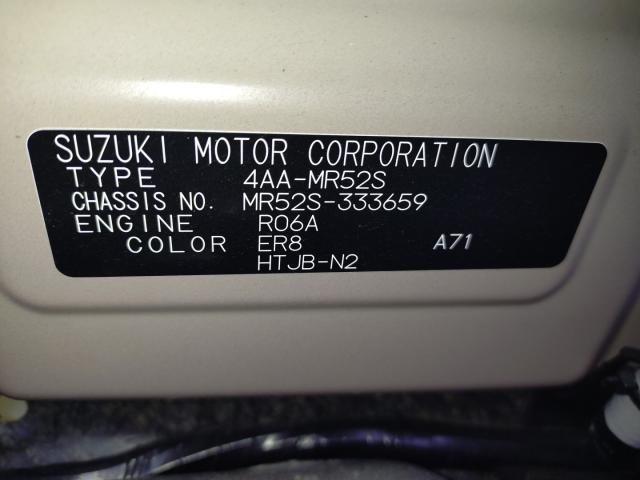 SUZUKI MOTOR CORPORATION
TYPE 4AA-MR52S
CHASSIS NO. MR52S-333659
ENGINE R06A
COLOR ER8 A71
HTJB-N2